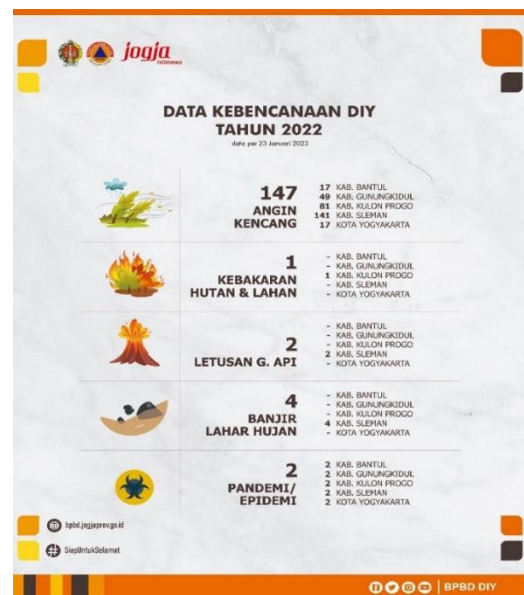 jogja
istimewa
DATA KEBENCANAAN DIY
TAHUN 2022
data per 23 Januari 2023
147
ANGIN
KENCANG
17 KAB. BANTUL
49 KAB. GUNUNGKIDUL
81 KAB. KULON PROGO
141 KAB. SLEMAN
17 KOTA YOGYAKARTA
1
KEBAKARAN
HUTAN & LAHAN
- KAB. BANTUL
- KAB. GUNUNGKIDUL
1 KAB. KULON PROGO
- KAB. SLEMAN
- KOTA YOGYAKARTA
2
LETUSAN G. API
- KAB. BANTUL
- KAB. GUNUNGKIDUL
- KAB. KULON PROGO
2 KAB. SLEMAN
- KOTA YOGYAKARTA
4
BANJIR
LAHAR HUJAN
- KAB. BANTUL
- KAB. GUNUNGKIDUL
- KAB. KULON PROGO
4 KAB. SLEMAN
- KOTA YOGYAKARTA
2
PANDEMI/
EPIDEMI
2 KAB. BANTUL
2 KAB. GUNUNGKIDUL
2 KAB. KULON PROGO
2 KAB. SLEMAN
2 KOTA YOGYAKARTA
bpbd.jogjaprov.go.id
SiapUntukSelamat
BPBD DIY